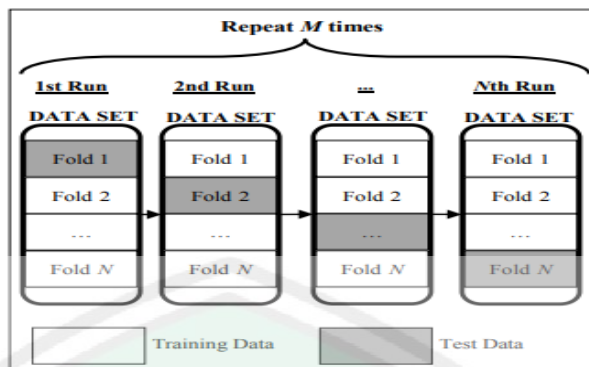 Repeat M times
1st Run 2nd Run ... Nth Run
DATA SET DATA SET DATA SET DATA SET
Fold 1 Fold 1 Fold 1 Fold 1
Fold 2 Fold 2 Fold 2 Fold 2
... ... ... ...
Fold N Fold N Fold N Fold N
Training Data Test Data